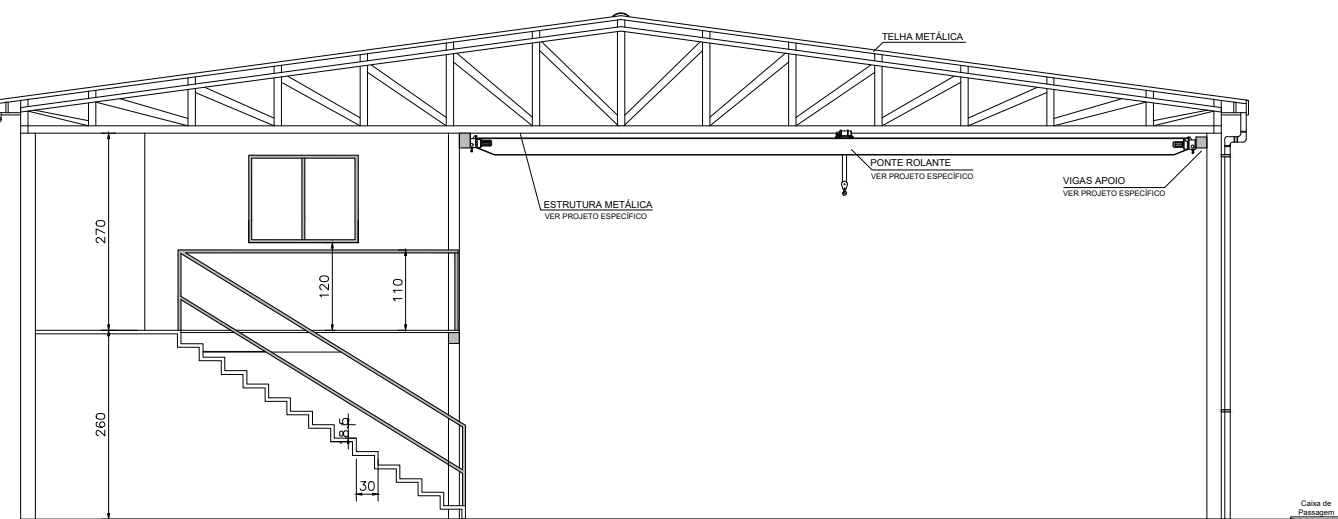 TELHA METÁLICA
PONTE ROLANTE
VER PROJETO ESPECÍFICO
VIGAS APOIO
VER PROJETO ESPECÍFICO
ESTRUTURA METÁLICA
VER PROJETO ESPECÍFICO
270
120
110
260
18.6
30
Caixa de
Passagem